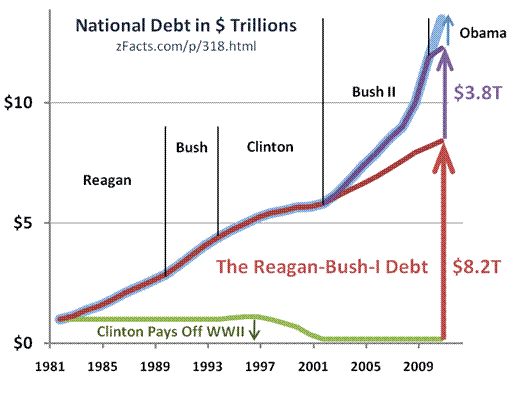 National Debt in $ Trillions
zFacts.com/p/318.html
Obama
$10
Bush II
$3.8T
Bush
Clinton
Reagan
$5
The Reagan-Bush-I Debt
$8.2T
Clinton Pays Off WWII
$0
1981 1985 1989 1993 1997 2001 2005 2009